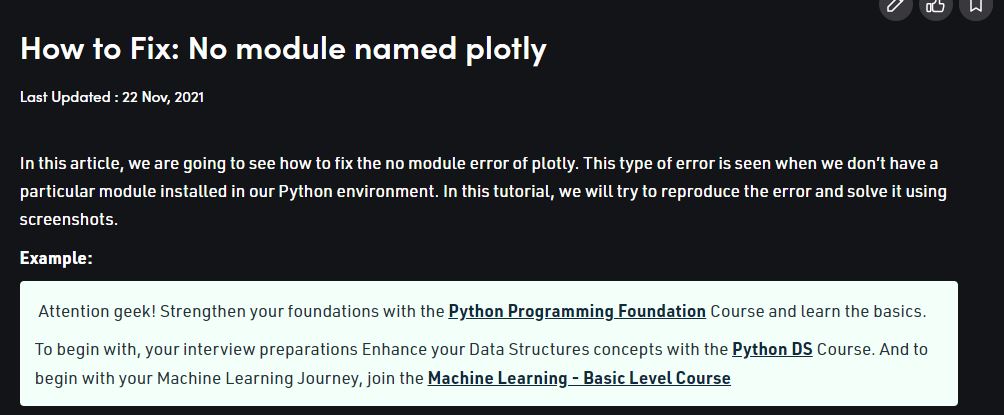 How to Fix: No module named plotly
Last Updated : 22 Nov, 2021
In this article, we are going to see how to fix the no module error of plotly. This type of error is seen when we don't have a
particular module installed in our Python environment. In this tutorial, we will try to reproduce the error and solve it using
screenshots.
Example:
Attention geek! Strengthen your foundations with the Python Programming Foundation Course and learn the basics.
To begin with, your interview preparations Enhance your Data Structures concepts with the Python DS Course. And to
begin with your Machine Learning Journey, join the Machine Learning - Basic Level Course